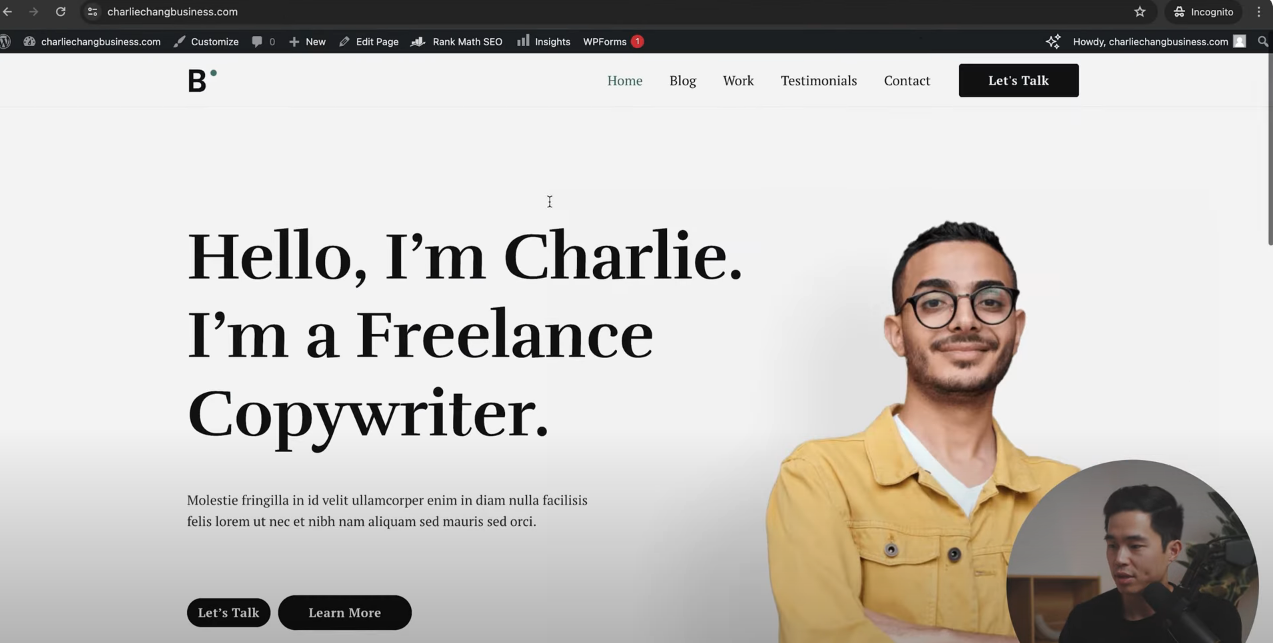 charliechangbusiness.com
Incognito
charliechangbusiness.com Customize 0 New Edit Page Rank Math SEO Insights WPForms 1 Howdy, charliechangbusiness.com
B
Home Blog Work Testimonials Contact Let's Talk
Hello, I’m Charlie.
I’m a Freelance
Copywriter.
Molestie fringilla in id velit ullamcorper enim in diam nulla facilisis
felis lorem ut nec et nibh nam aliquam sed mauris sed orci.
Let’s Talk Learn More